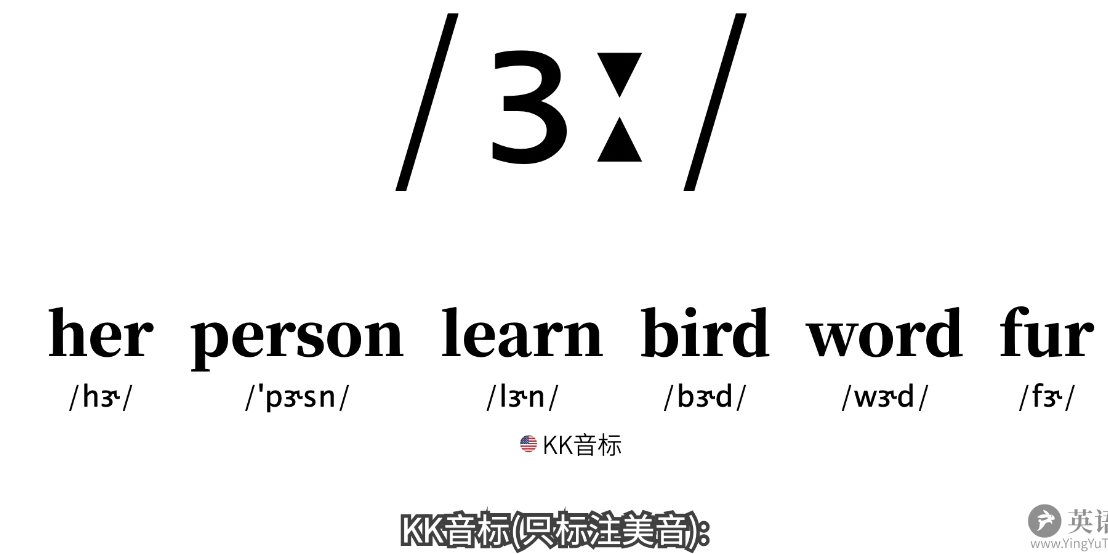 /ɜː/
her person learn bird word fur
/hɝ/ /ˈpɝsn/ /lɝn/ /bɝd/ /wɝd/ /fɝ/
KK音标
KK音标(只标注美音):
英语
www.YingYuT